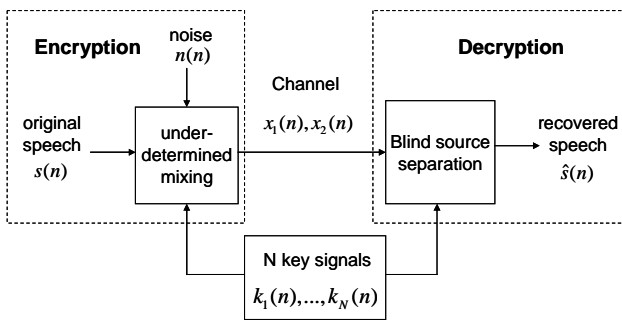 Encryption
noise
n(n)
original
speech
s(n)
under-
determined
mixing
Channel
x₁(n), x₂(n)
Decryption
Blind source
separation
recovered
speech
ŝ(n)
N key signals
k₁(n),...,k_N(n)